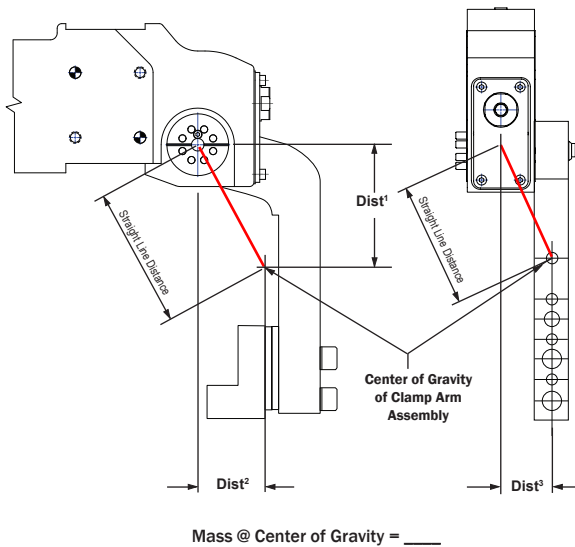 Dist¹
Straight Line Distance
Straight Line Distance
Center of Gravity
of Clamp Arm
Assembly
Dist²
Dist³
Mass @ Center of Gravity = ____